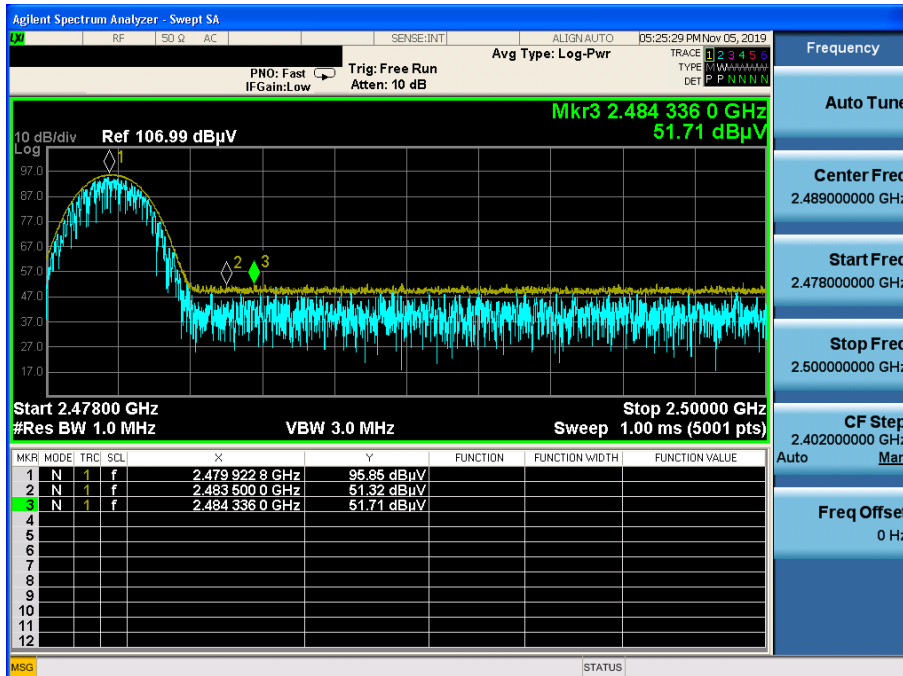 Agilent Spectrum Analyzer - Swept SA
LXI RF 50 Ω AC SENSE:INT ALIGN AUTO 05:25:29 PM Nov 05, 2019
Avg Type: Log-Pwr TRACE 1 2 3 4 5 6
PNO: Fast Trig: Free Run TYPE M W W W W W
IFGain:Low Atten: 10 dB DET P P N N N N
Mkr3 2.484 336 0 GHz
51.71 dBµV
10 dB/div Ref 106.99 dBµV
Log
97.0
87.0
77.0
67.0
57.0
47.0
37.0
27.0
17.0
1
2
3
Start 2.47800 GHz Stop 2.50000 GHz
#Res BW 1.0 MHz VBW 3.0 MHz Sweep 1.00 ms (5001 pts)
MKR MODE TRC SCL X Y FUNCTION FUNCTION WIDTH FUNCTION VALUE
1 N 1 f 2.479 922 8 GHz 95.85 dBµV
2 N 1 f 2.483 500 0 GHz 51.32 dBµV
3 N 1 f 2.484 336 0 GHz 51.71 dBµV
4
5
6
7
8
9
10
11
12
MSG STATUS
Frequency
Auto Tune
Center Freq
2.489000000 GHz
Start Freq
2.478000000 GHz
Stop Freq
2.500000000 GHz
CF Step
2.402000000 GHz
Auto Man
Freq Offset
0 Hz